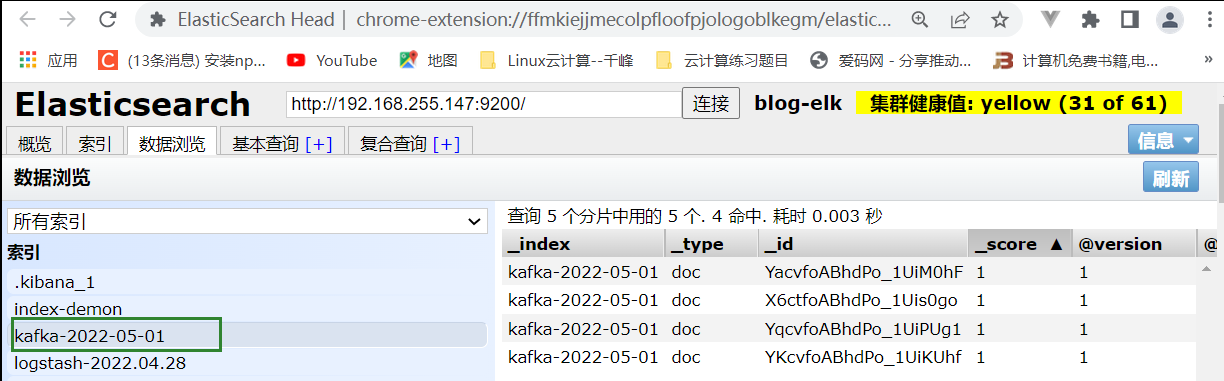 ElasticSearch Head | chrome-extension://ffmkiejjmecolpfloofpjologoblkegm/elastic...
应用 (13条消息) 安装np... YouTube 地图 Linux云计算--千峰 云计算练习题目 爱码网 - 分享推动... 计算机免费书籍,电... »
Elasticsearch http://192.168.255.147:9200/ 连接 blog-elk 集群健康值: yellow (31 of 61)
概览 索引 数据浏览 基本查询 [+] 复合查询 [+] 信息
数据浏览 刷新
所有索引
索引
.kibana_1
index-demon
kafka-2022-05-01
logstash-2022.04.28
查询 5 个分片中用的 5 个. 4 命中. 耗时 0.003 秒
_index _type _id _score ▲ @version @
kafka-2022-05-01 doc YacvfoABhdPo_1UiM0hF 1 1
kafka-2022-05-01 doc X6ctfoABhdPo_1Uis0go 1 1
kafka-2022-05-01 doc YqcvfoABhdPo_1UiPUg1 1 1
kafka-2022-05-01 doc YKcvfoABhdPo_1UiKUhf 1 1